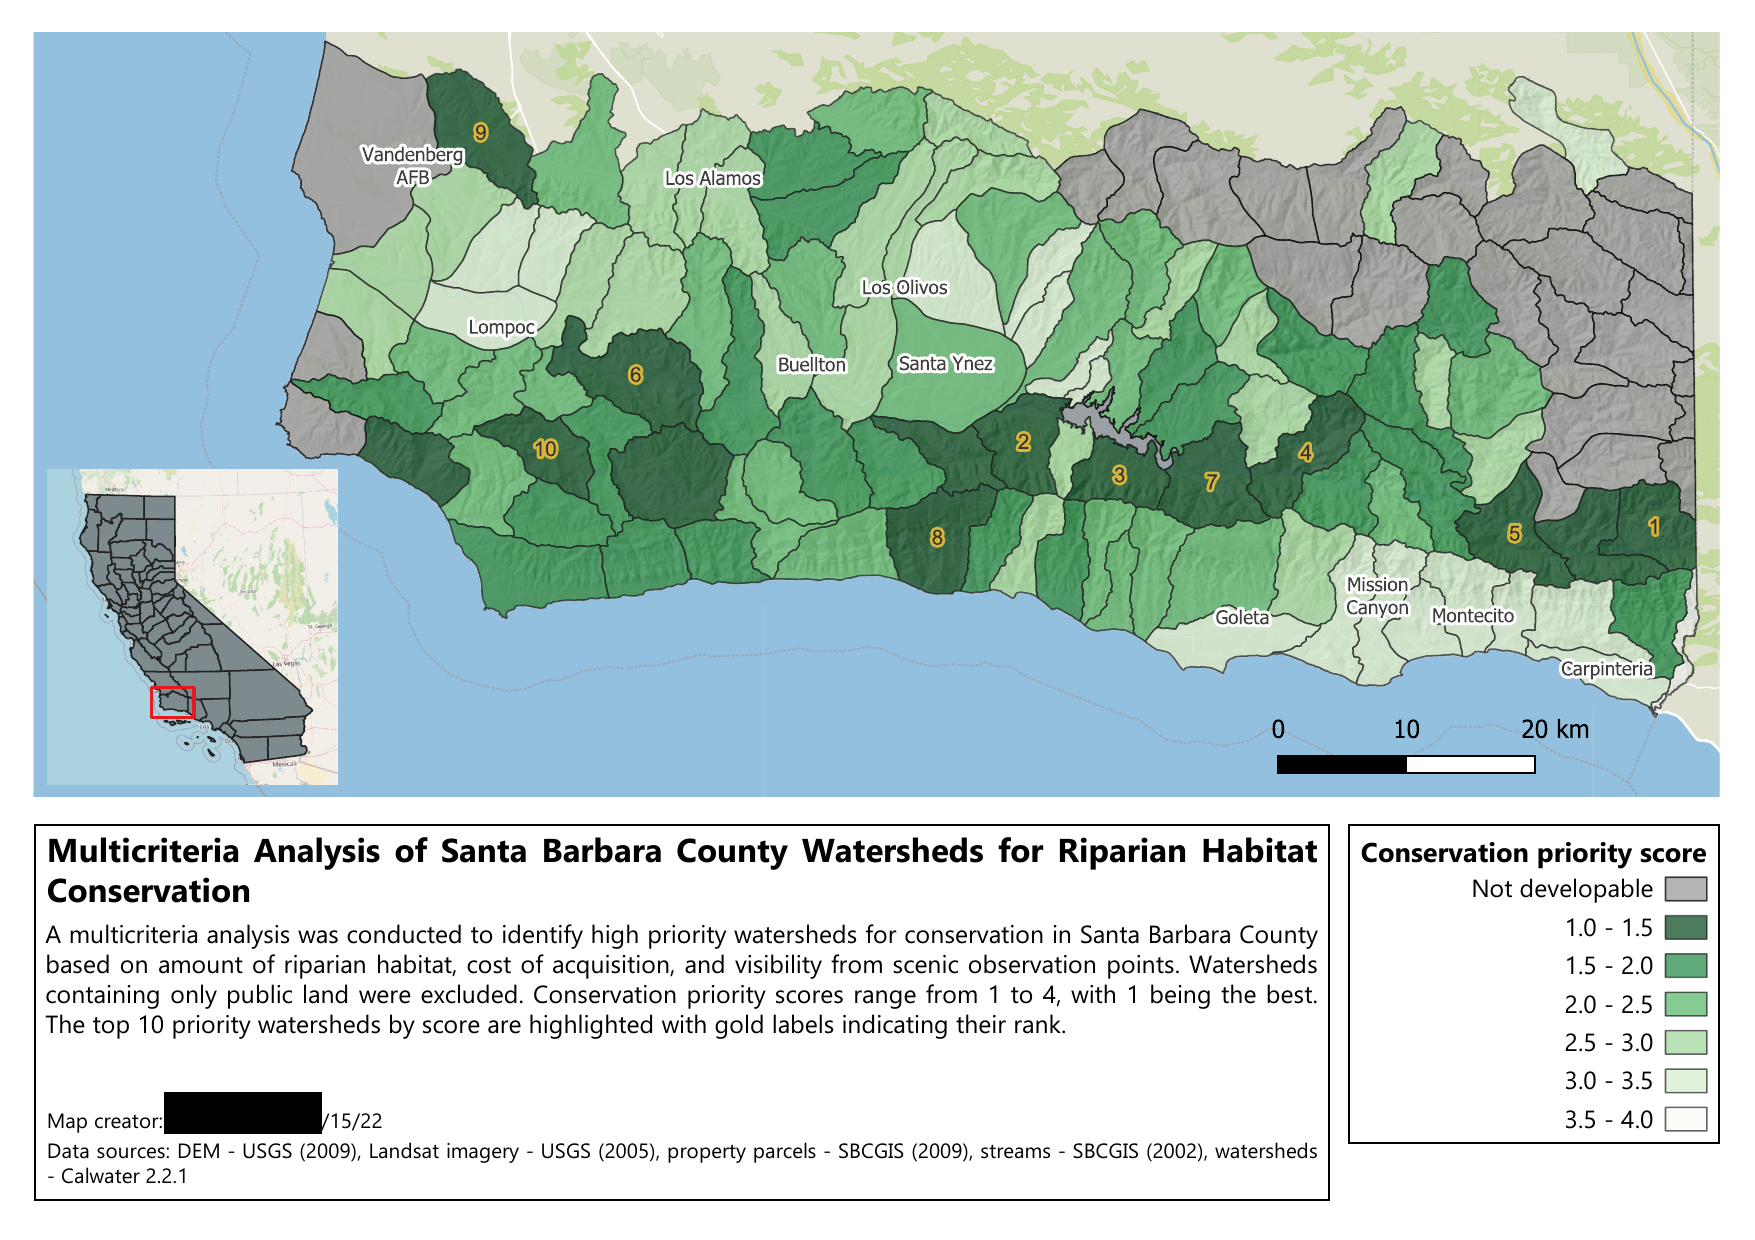 9
Vandenberg
AFB
Los Alamos
Los Olivos
Lompoc
6
Buellton
Santa Ynez
10
2
3
7
4
8
5
1
Mission
Canyon
Goleta
Montecito
Carpinteria
Medford
Las Vegas
Mexicali
0 10 20 km
Multicriteria Analysis of Santa Barbara County Watersheds for Riparian Habitat
Conservation
A multicriteria analysis was conducted to identify high priority watersheds for conservation in Santa Barbara County
based on amount of riparian habitat, cost of acquisition, and visibility from scenic observation points. Watersheds
containing only public land were excluded. Conservation priority scores range from 1 to 4, with 1 being the best.
The top 10 priority watersheds by score are highlighted with gold labels indicating their rank.
Map creator: /15/22
Data sources: DEM - USGS (2009), Landsat imagery - USGS (2005), property parcels - SBCGIS (2009), streams - SBCGIS (2002), watersheds
- Calwater 2.2.1
Conservation priority score
Not developable
1.0 - 1.5
1.5 - 2.0
2.0 - 2.5
2.5 - 3.0
3.0 - 3.5
3.5 - 4.0